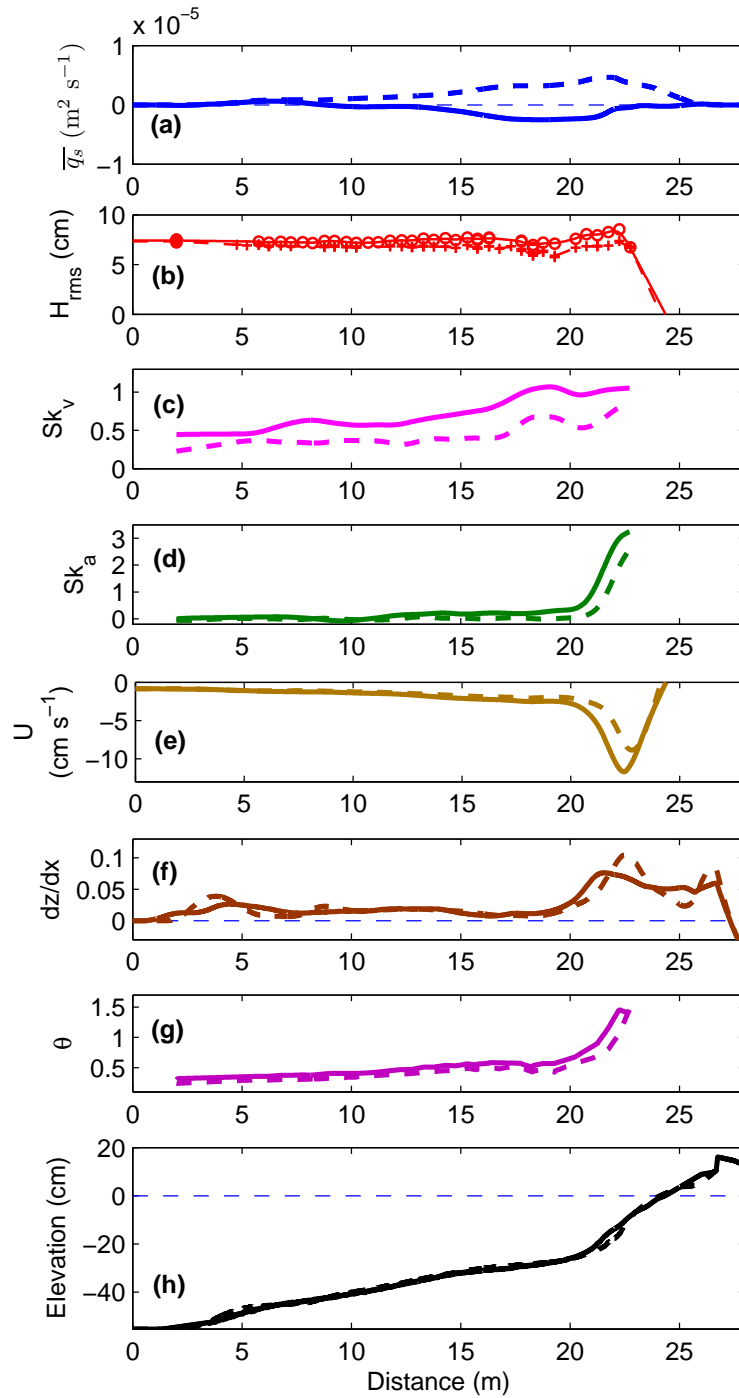 x 10⁻⁵
1
0
−1
q̅ₛ (m² s⁻¹)
(a)
0 5 10 15 20 25
10
5
0
H_rms (cm)
(b)
0 5 10 15 20 25
1
0.5
0
Sk_v
(c)
0 5 10 15 20 25
3
2
1
0
Sk_a
(d)
0 5 10 15 20 25
0
−5
−10
U
(cm s⁻¹)
(e)
0 5 10 15 20 25
0.1
0.05
0
dz/dx
(f)
0 5 10 15 20 25
1.5
1
0.5
θ
(g)
0 5 10 15 20 25
20
0
−20
−40
Elevation (cm)
(h)
0 5 10 15 20 25
Distance (m)